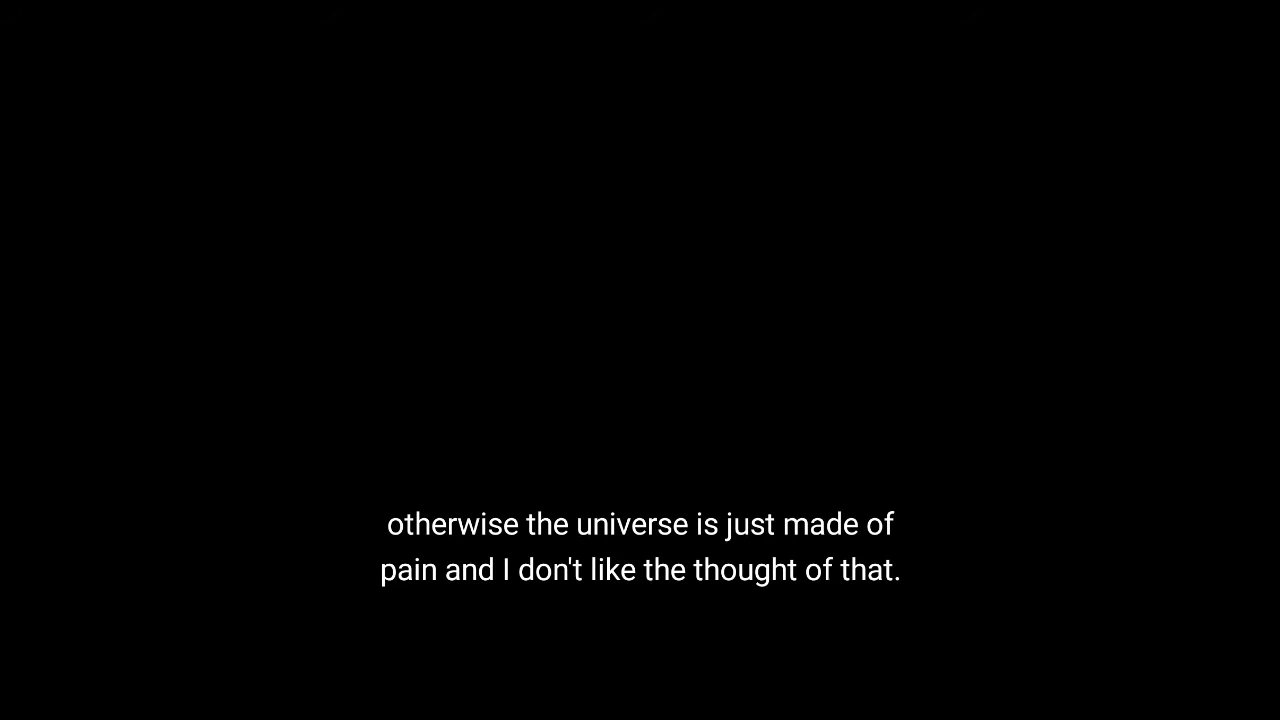 otherwise the universe is just made of
pain and I don't like the thought of that.